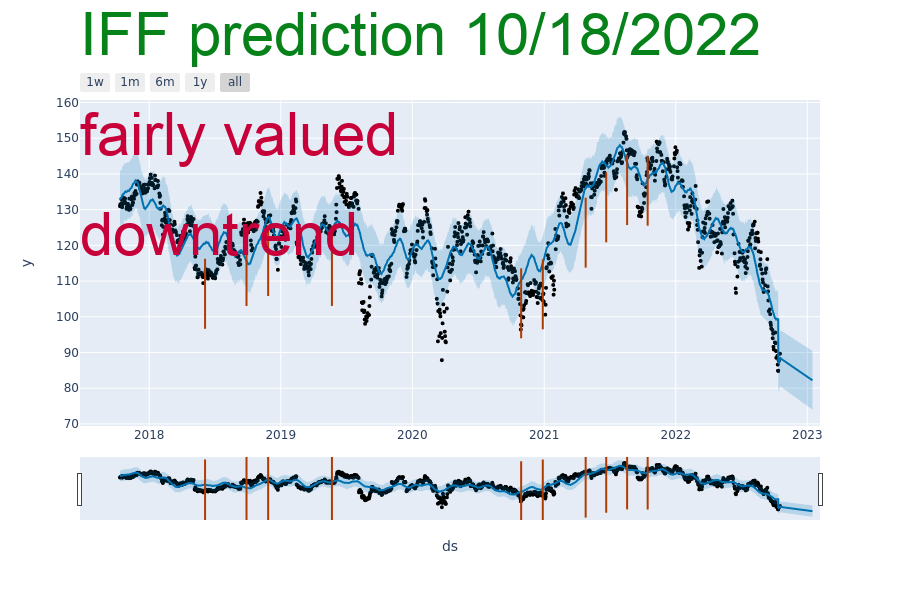 IFF prediction 10/18/2022
1w 1m 6m 1y all
160
fairly valued
150
140
130
downtrend
120
110
y
100
90
80
70
2018 2019 2020 2021 2022 2023
ds